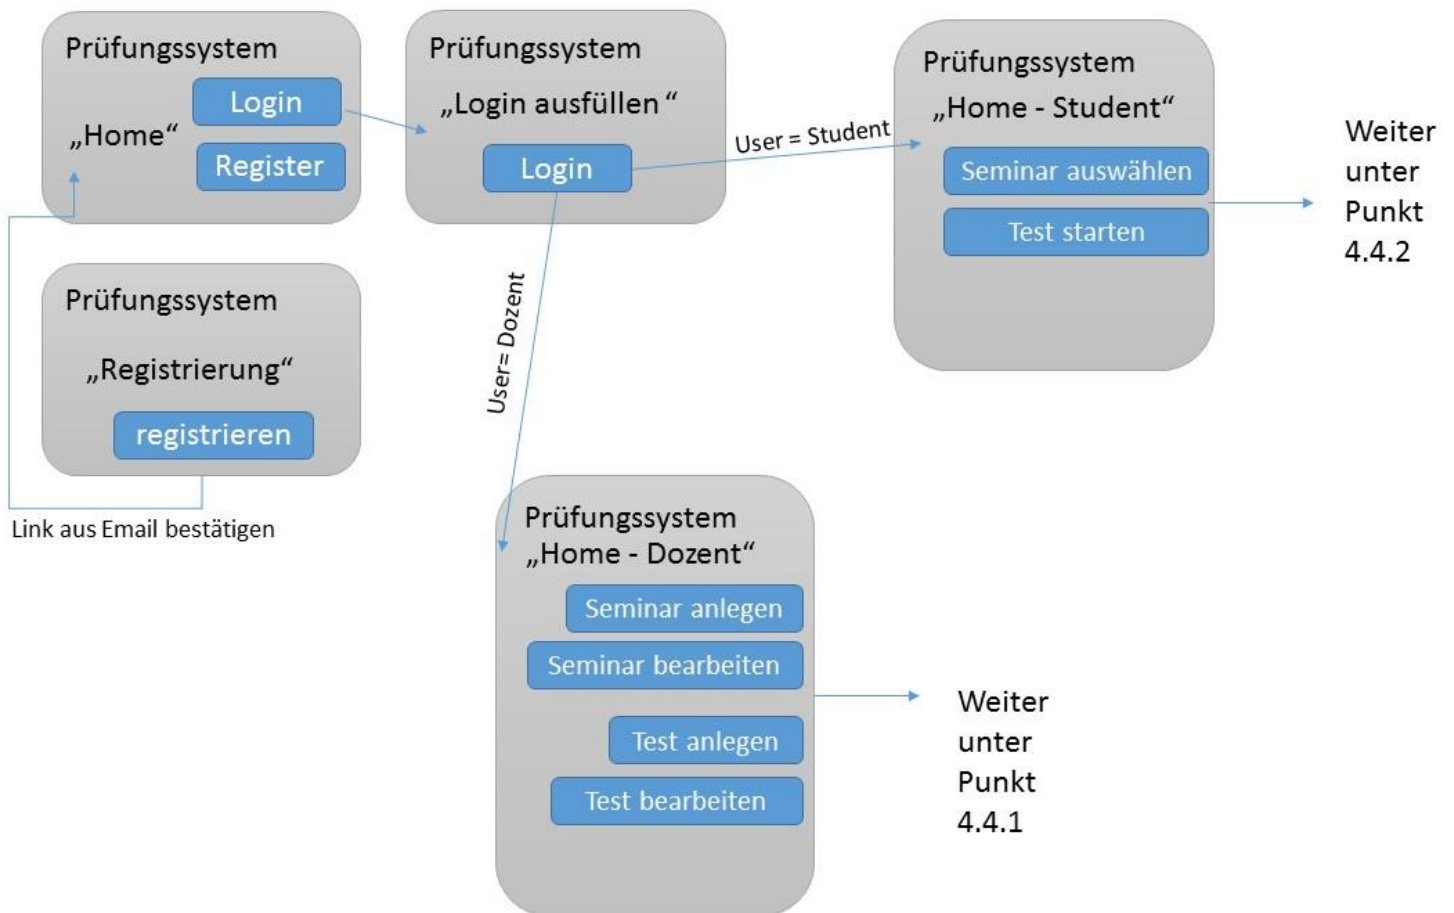 Prüfungssystem
„Home“
Login
Register
Prüfungssystem
„Login ausfüllen “
Login
User = Student
Prüfungssystem
„Home - Student“
Seminar auswählen
Test starten
Weiter
unter
Punkt
4.4.2
Prüfungssystem
„Registrierung“
registrieren
Link aus Email bestätigen
User= Dozent
Prüfungssystem
„Home - Dozent“
Seminar anlegen
Seminar bearbeiten
Test anlegen
Test bearbeiten
Weiter
unter
Punkt
4.4.1